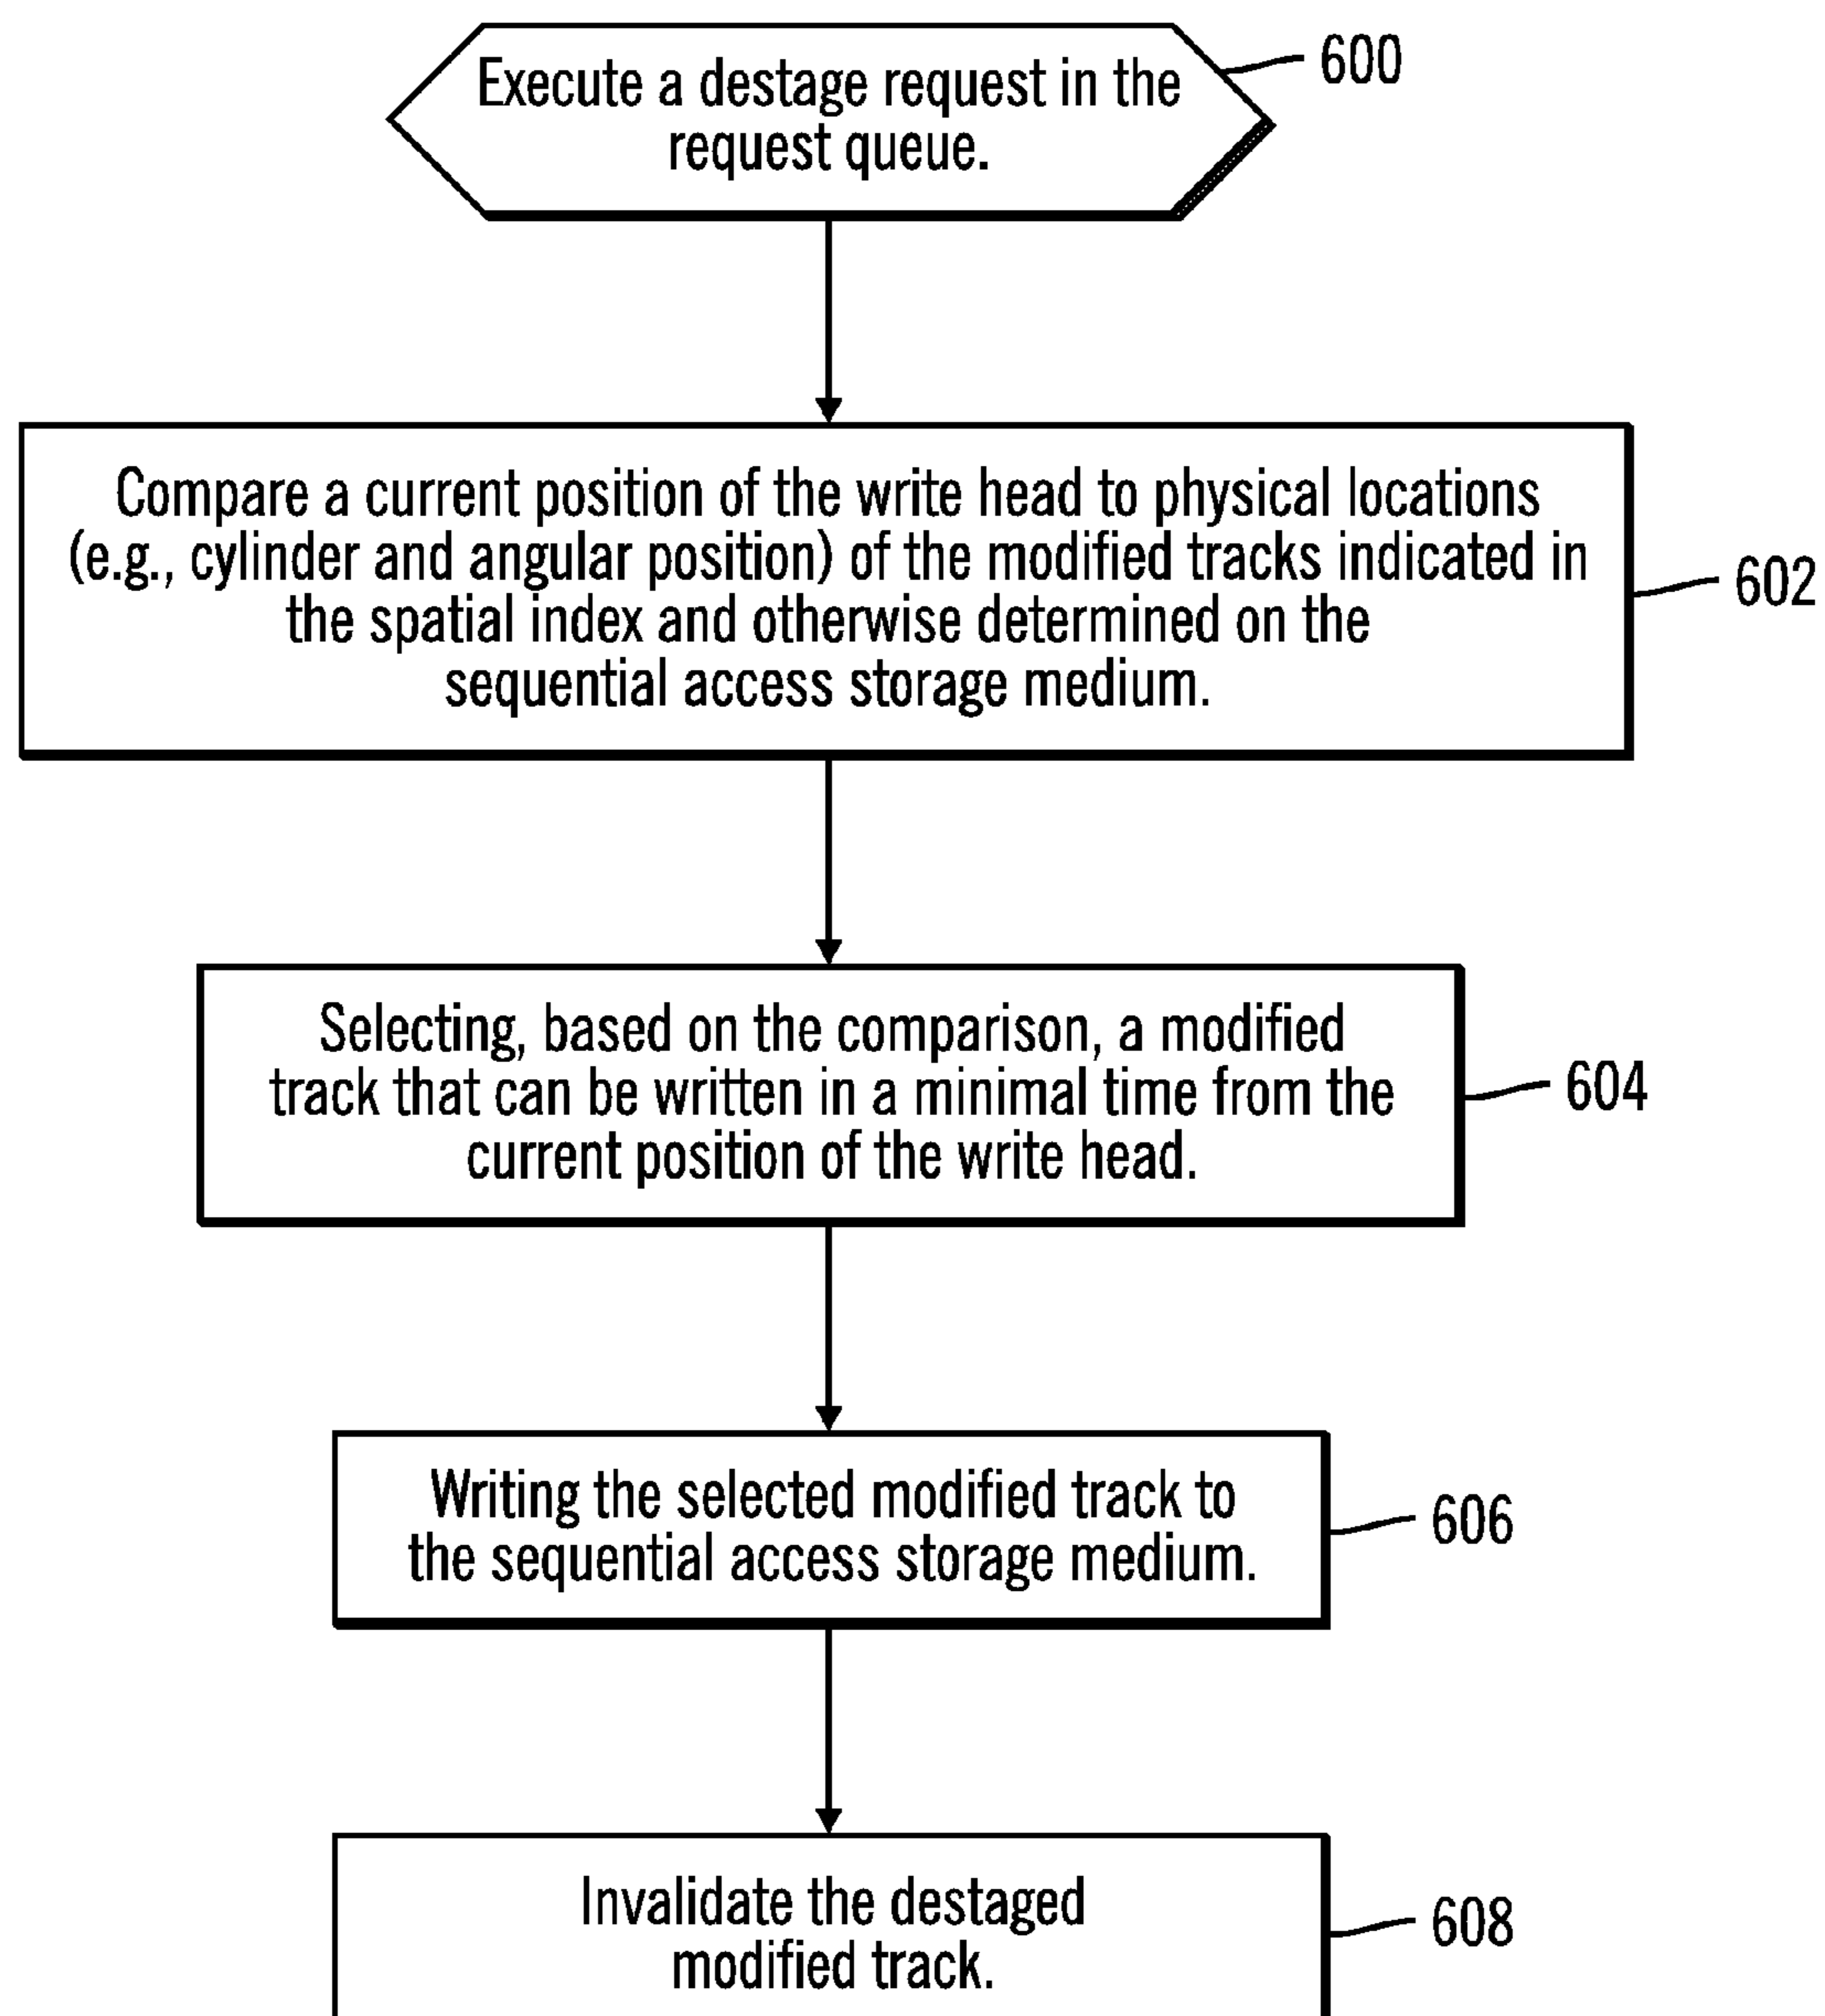 Execute a destage request in the
request queue.
600
Compare a current position of the write head to physical locations
(e.g., cylinder and angular position) of the modified tracks indicated in
the spatial index and otherwise determined on the
sequential access storage medium.
602
Selecting, based on the comparison, a modified
track that can be written in a minimal time from the
current position of the write head.
604
Writing the selected modified track to
the sequential access storage medium.
606
Invalidate the destaged
modified track.
608